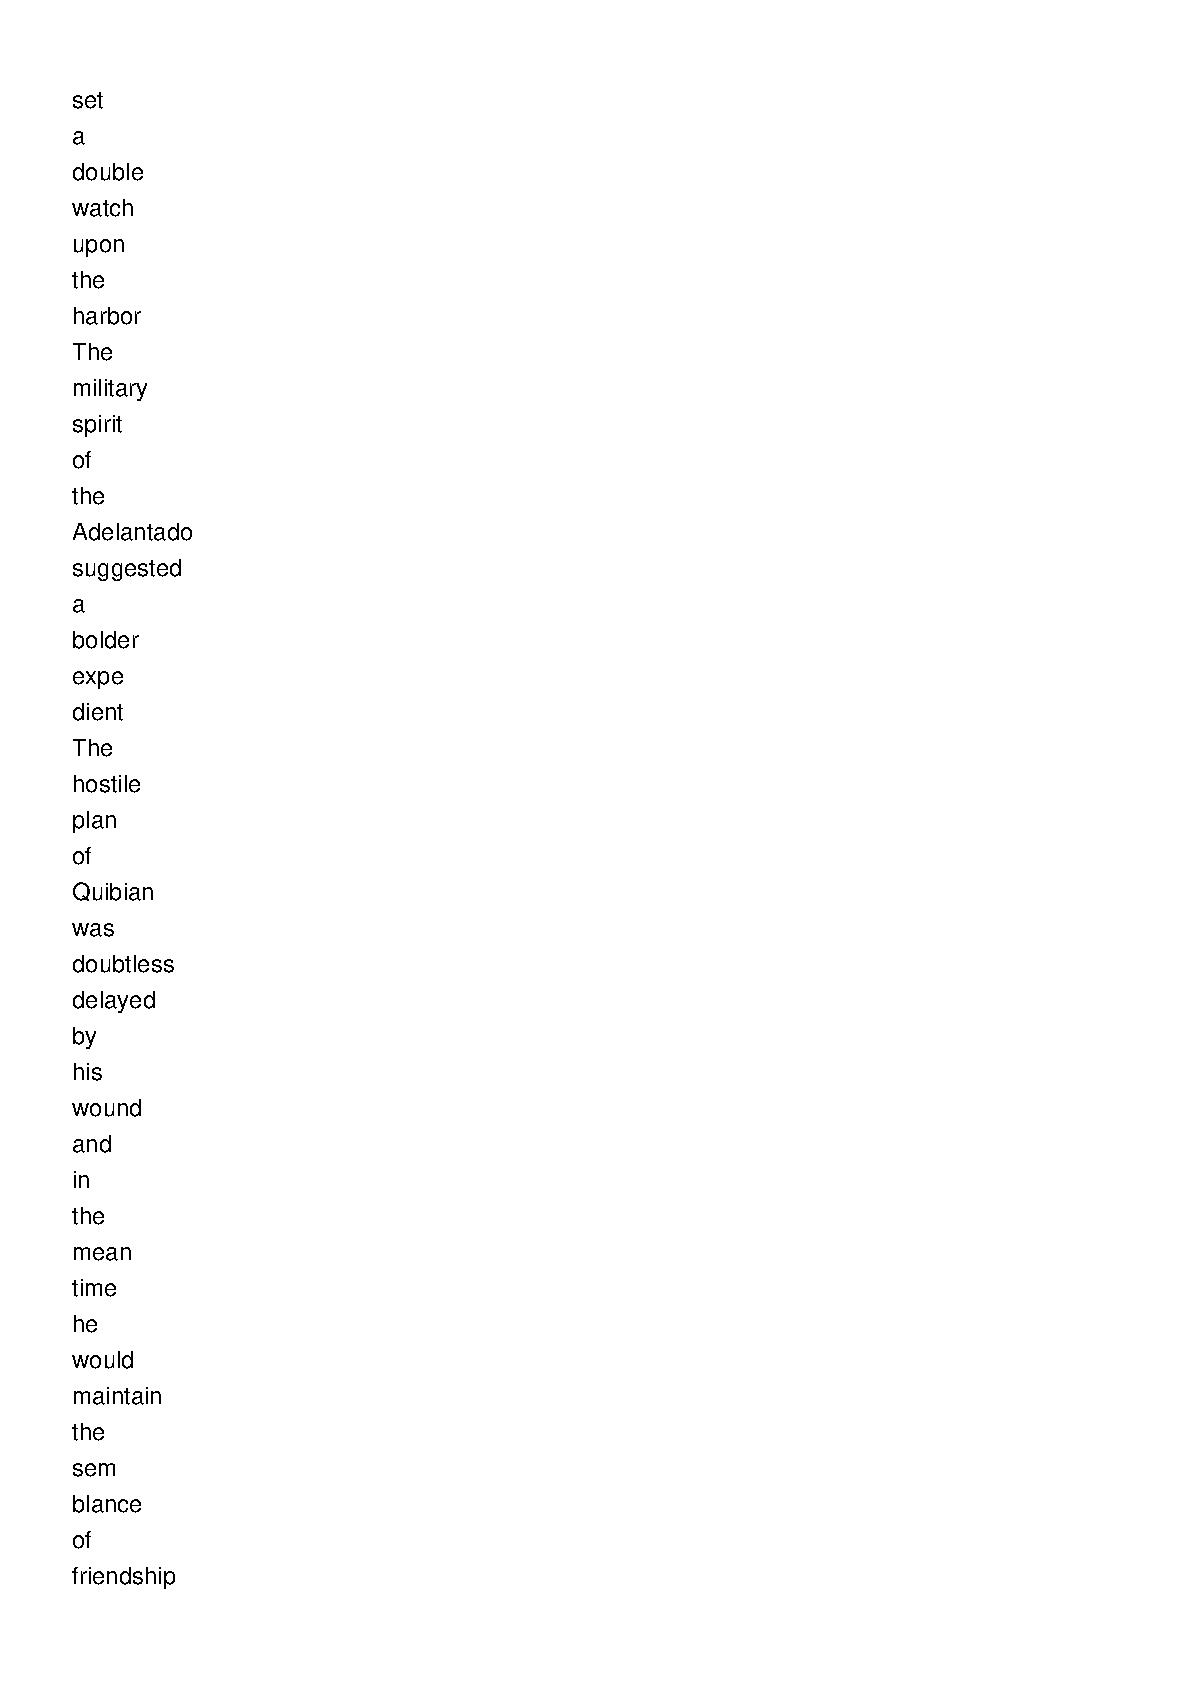 set
a
double
watch
upon
the
harbor
The
military
spirit
of
the
Adelantado
suggested
a
bolder
expe
dient
The
hostile
plan
of
Quibian
was
doubtless
delayed
by
his
wound
and
in
the
mean
time
he
would
maintain
the
sem
blance
of
friendship